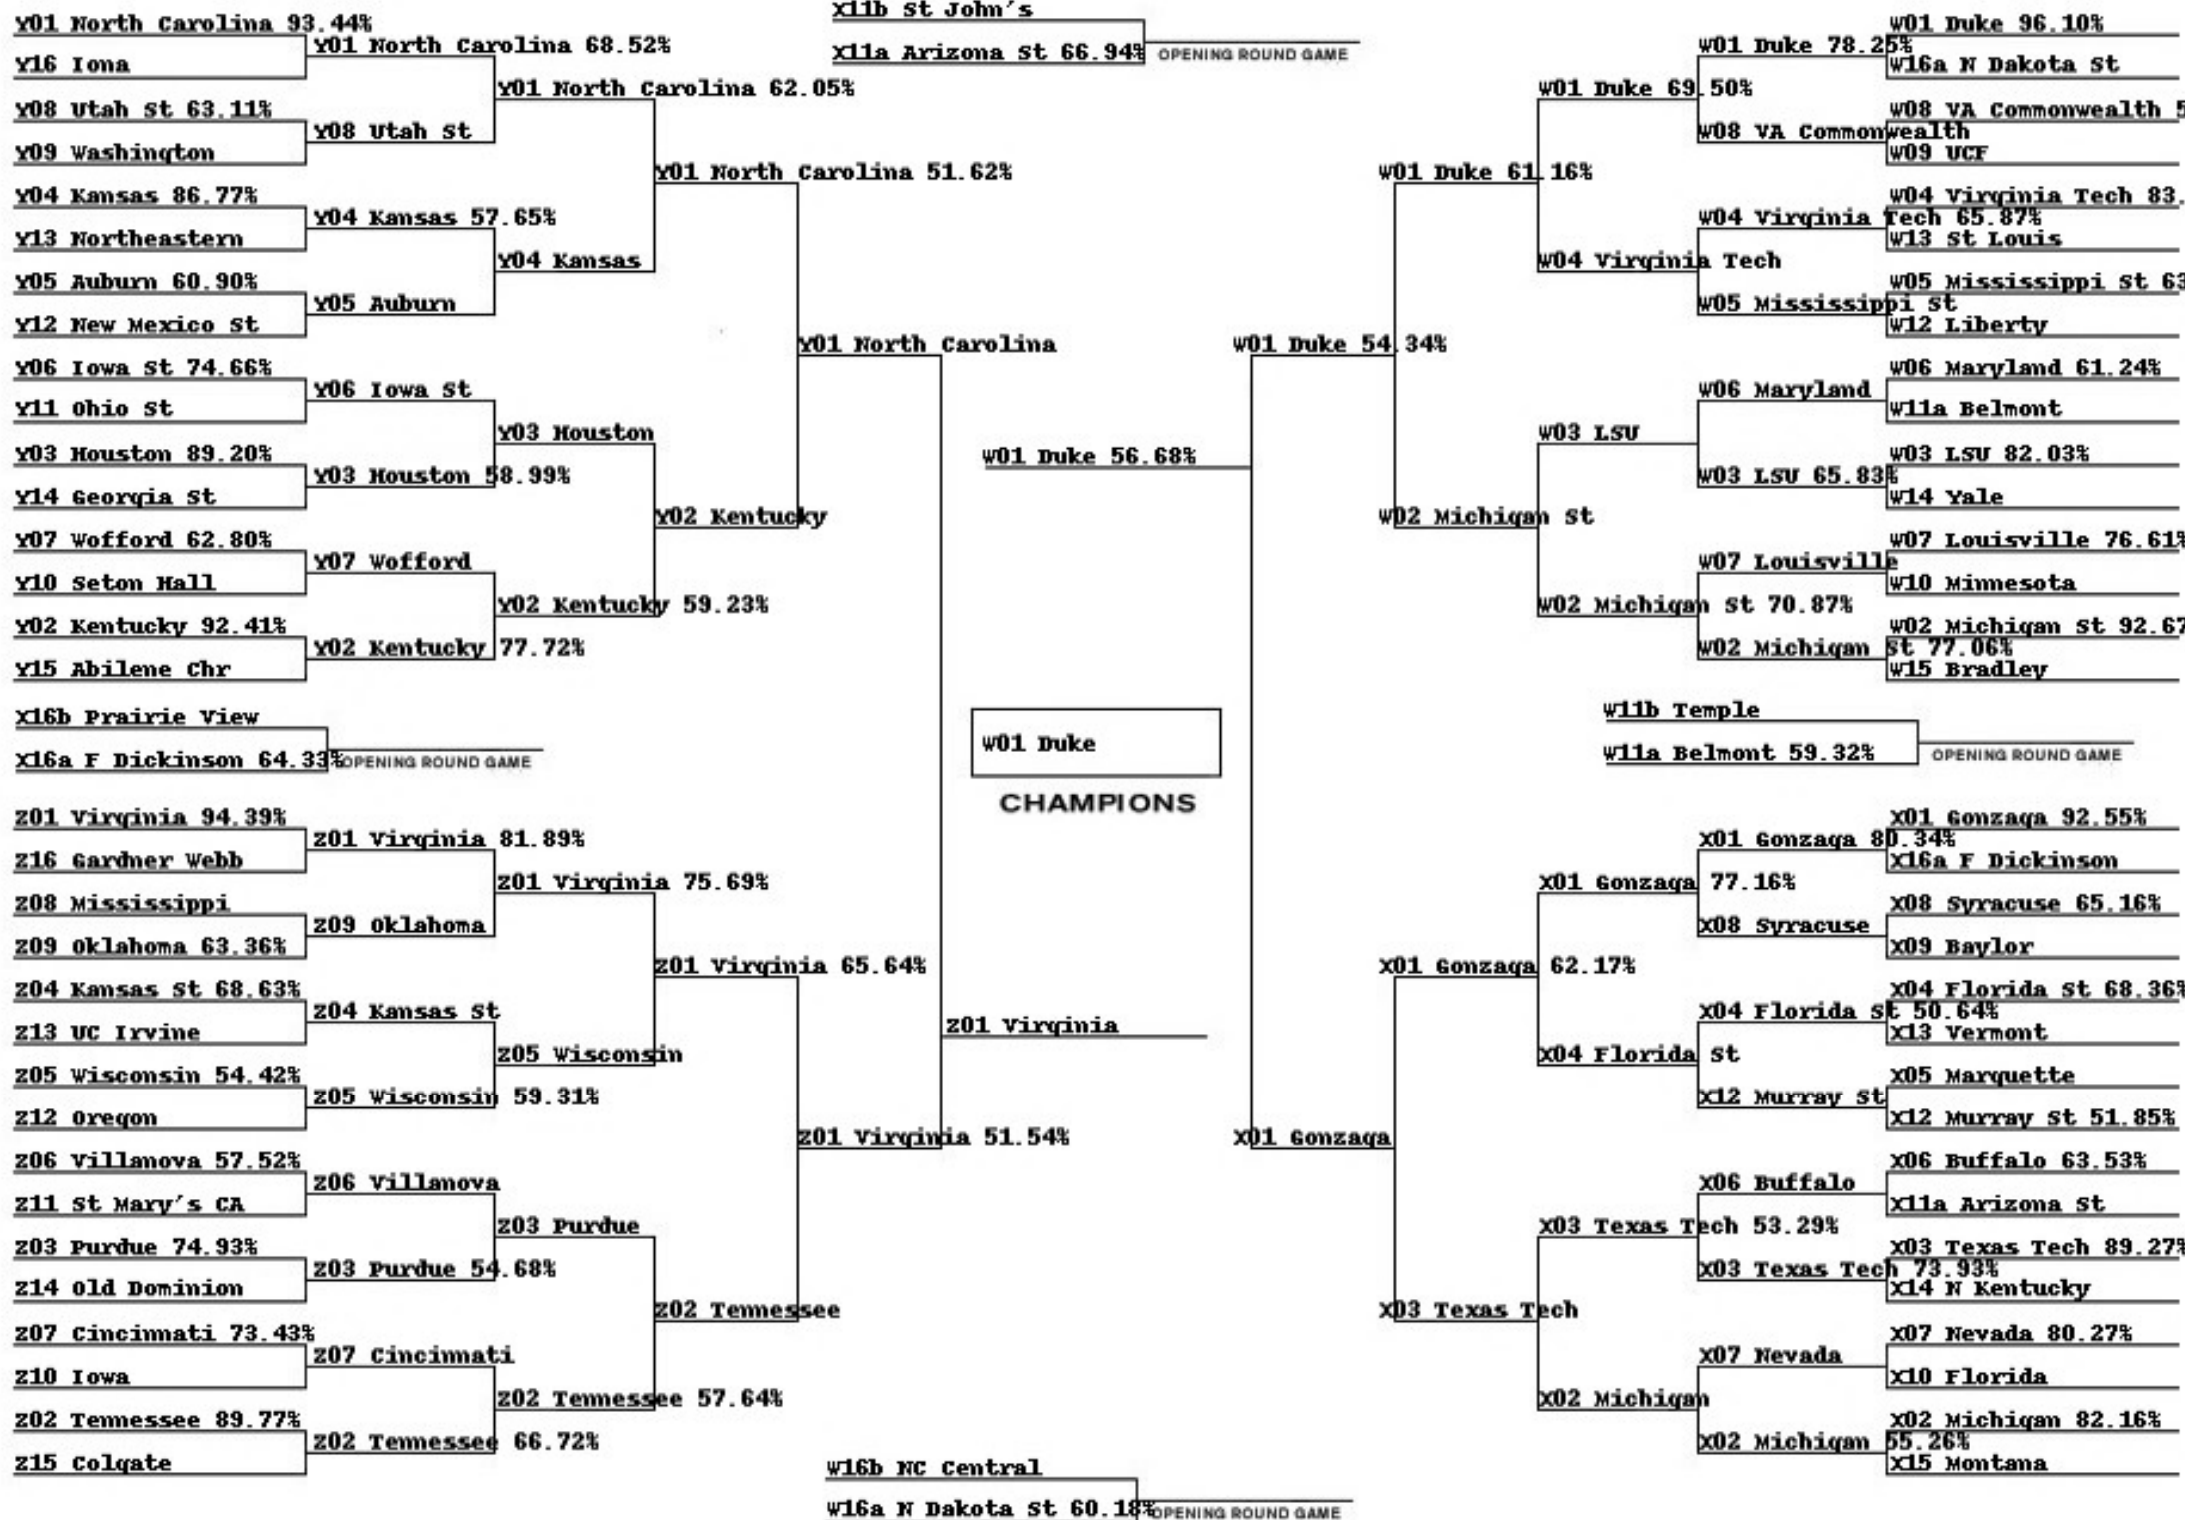 Y01 North Carolina 93.44%
Y16 Iona
Y08 Utah St 63.11%
Y09 Washington
Y04 Kansas 86.77%
Y13 Northeastern
Y05 Auburn 60.90%
Y12 New Mexico St
Y06 Iowa St 74.66%
Y11 Ohio St
Y03 Houston 89.20%
Y14 Georgia St
Y07 Wofford 62.80%
Y10 Seton Hall
Y02 Kentucky 92.41%
Y15 Abilene Chr
Y01 North Carolina 68.52%
Y08 Utah St
Y04 Kansas 57.65%
Y05 Auburn
Y06 Iowa St
Y03 Houston 58.99%
Y07 Wofford
Y02 Kentucky 77.72%
Y01 North Carolina 62.05%
Y04 Kansas
Y03 Houston
Y02 Kentucky 59.23%
Y01 North Carolina 51.62%
Y02 Kentucky
Y01 North Carolina
X16b Prairie View
X16a F Dickinson 64.33%
OPENING ROUND GAME
Z01 Virginia 94.39%
Z16 Gardner Webb
Z08 Mississippi
Z09 Oklahoma 63.36%
Z04 Kansas St 68.63%
Z13 UC Irvine
Z05 Wisconsin 54.42%
Z12 Oregon
Z06 Villanova 57.52%
Z11 St Mary's CA
Z03 Purdue 74.93%
Z14 Old Dominion
Z07 Cincinnati 73.43%
Z10 Iowa
Z02 Tennessee 89.77%
Z15 Colgate
Z01 Virginia 81.89%
Z09 Oklahoma
Z04 Kansas St
Z05 Wisconsin 59.31%
Z06 Villanova
Z03 Purdue 54.68%
Z07 Cincinnati
Z02 Tennessee 66.72%
Z01 Virginia 75.69%
Z05 Wisconsin
Z03 Purdue
Z02 Tennessee 57.64%
Z01 Virginia 65.64%
Z02 Tennessee
Z01 Virginia 51.54%
Z01 Virginia
X11b St John's
X11a Arizona St 66.94%
OPENING ROUND GAME
W01 Duke 56.68%
W01 Duke
CHAMPIONS
W16b NC Central
W16a N Dakota St 60.18%
OPENING ROUND GAME
W01 Duke 54.34%
W01 Duke 61.16%
W02 Michigan St
W01 Duke 69.50%
W04 Virginia Tech
W03 LSU
W02 Michigan St 70.87%
W01 Duke 78.25%
W08 VA Commonwealth
W04 Virginia Tech 65.87%
W05 Mississippi St
W06 Maryland
W03 LSU 65.83%
W07 Louisville
W02 Michigan St 77.06%
W01 Duke 96.10%
W16a N Dakota St
W08 VA Commonwealth 5
W09 UCF
W04 Virginia Tech 83.
W13 St Louis
W05 Mississippi St 63
W12 Liberty
W06 Maryland 61.24%
W11a Belmont
W03 LSU 82.03%
W14 Yale
W07 Louisville 76.61%
W10 Minnesota
W02 Michigan St 92.67
W15 Bradley
W11b Temple
W11a Belmont 59.32%
OPENING ROUND GAME
X01 Gonzaga
X01 Gonzaga 62.17%
X03 Texas Tech
X01 Gonzaga 77.16%
X04 Florida St
X03 Texas Tech 53.29%
X02 Michigan
X01 Gonzaga 80.34%
X08 Syracuse
X04 Florida St 50.64%
X12 Murray St
X06 Buffalo
X03 Texas Tech 73.93%
X07 Nevada
X02 Michigan 55.26%
X01 Gonzaga 92.55%
X16a F Dickinson
X08 Syracuse 65.16%
X09 Baylor
X04 Florida St 68.36%
X13 Vermont
X05 Marquette
X12 Murray St 51.85%
X06 Buffalo 63.53%
X11a Arizona St
X03 Texas Tech 89.27%
X14 N Kentucky
X07 Nevada 80.27%
X10 Florida
X02 Michigan 82.16%
X15 Montana